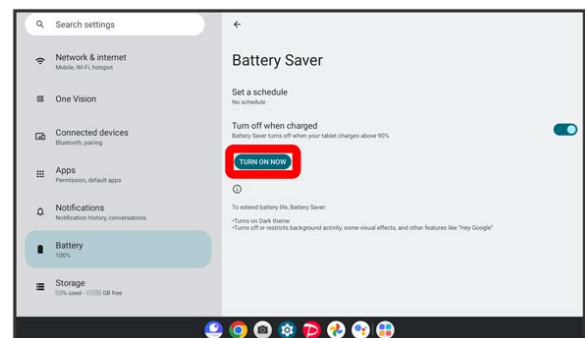 Search settings
Network & internet
Mobile, Wi-Fi, hotspot
One Vision
Connected devices
Bluetooth, pairing
Apps
Permission, default apps
Notifications
Notification history, conversations
Battery
100%
Storage
% used - GB free
Battery Saver
Set a schedule
No schedule
Turn off when charged
Battery Saver turns off when your tablet charges above 90%
TURN ON NOW
To extend battery life, Battery Saver:
•Turns on Dark theme
•Turns off or restricts background activity, some visual effects, and other features like "Hey Google"